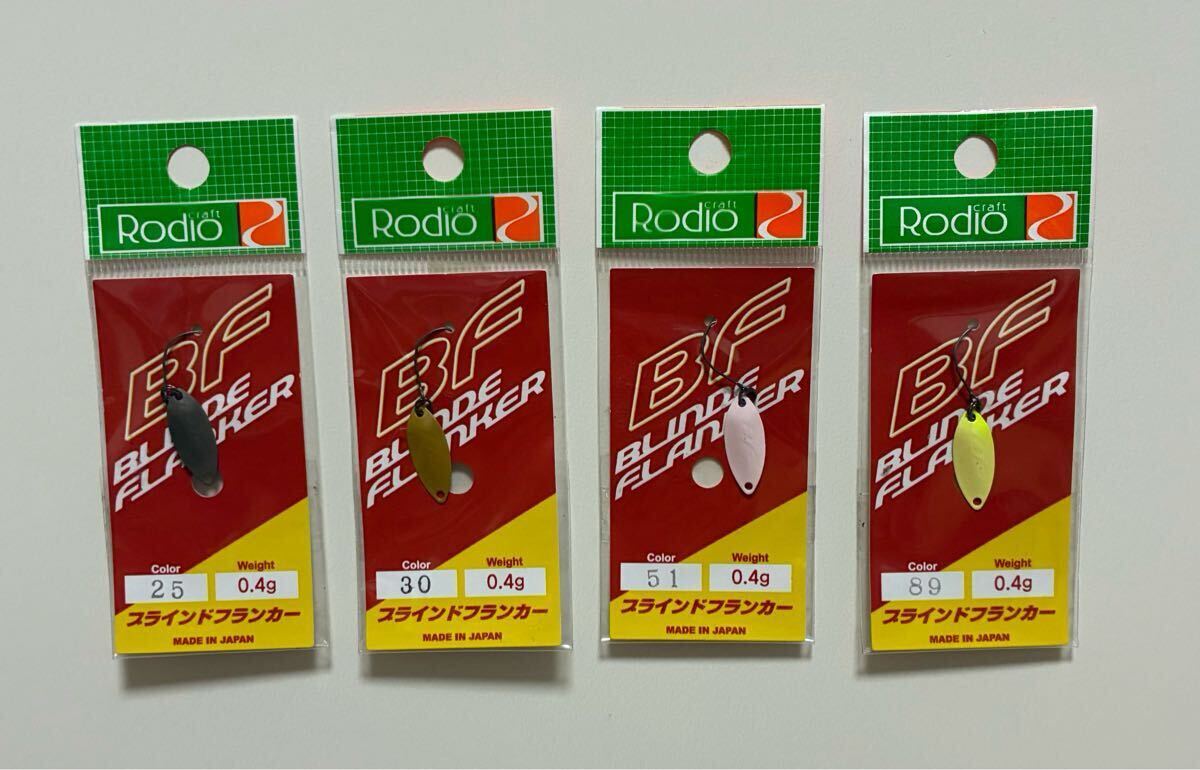 Rodio craft
BF
BLINDE
FLANKER
Color Weight
25 0.4g
ブラインドフランカー
MADE IN JAPAN
Rodio craft
BF
BLINDE
FLANKER
Color Weight
30 0.4g
ブラインドフランカー
MADE IN JAPAN
Rodio craft
BF
BLINDE
FLANKER
Color Weight
51 0.4g
ブラインドフランカー
MADE IN JAPAN
Rodio craft
BF
BLINDE
FLANKER
Color Weight
89 0.4g
ブラインドフランカー
MADE IN JAPAN